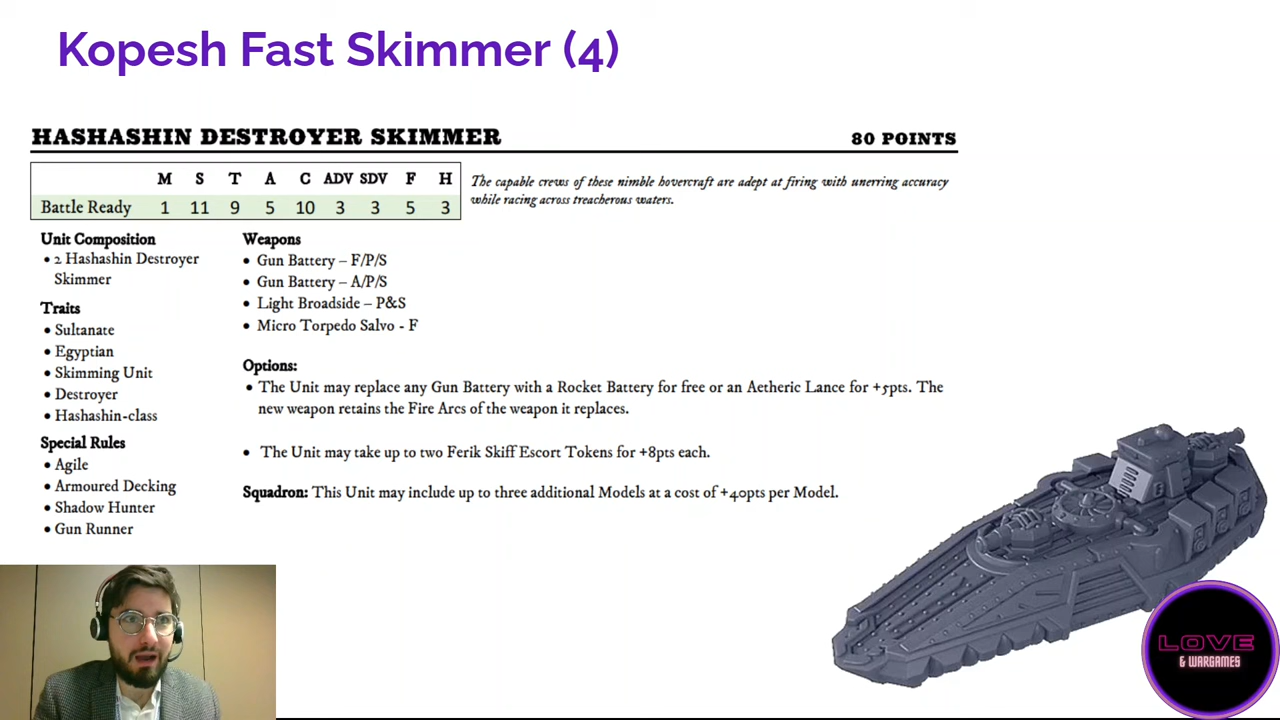 Kopesh Fast Skimmer (4)
HASHASHIN DESTROYER SKIMMER 80 POINTS
M S T A C ADV SDV F H
Battle Ready 1 11 9 5 10 3 3 5 3
The capable crews of these nimble hovercraft are adept at firing with unerring accuracy
while racing across treacherous waters.
Unit Composition
• 2 Hashashin Destroyer
Skimmer
Traits
• Sultanate
• Egyptian
• Skimming Unit
• Destroyer
• Hashashin-class
Special Rules
• Agile
• Armoured Decking
• Shadow Hunter
• Gun Runner
Weapons
• Gun Battery – F/P/S
• Gun Battery – A/P/S
• Light Broadside – P&S
• Micro Torpedo Salvo - F
Options:
• The Unit may replace any Gun Battery with a Rocket Battery for free or an Aetheric Lance for +5pts. The
new weapon retains the Fire Arcs of the weapon it replaces.
• The Unit may take up to two Ferik Skiff Escort Tokens for +8pts each.
Squadron: This Unit may include up to three additional Models at a cost of +40pts per Model.
LOVE
& WARGAMES